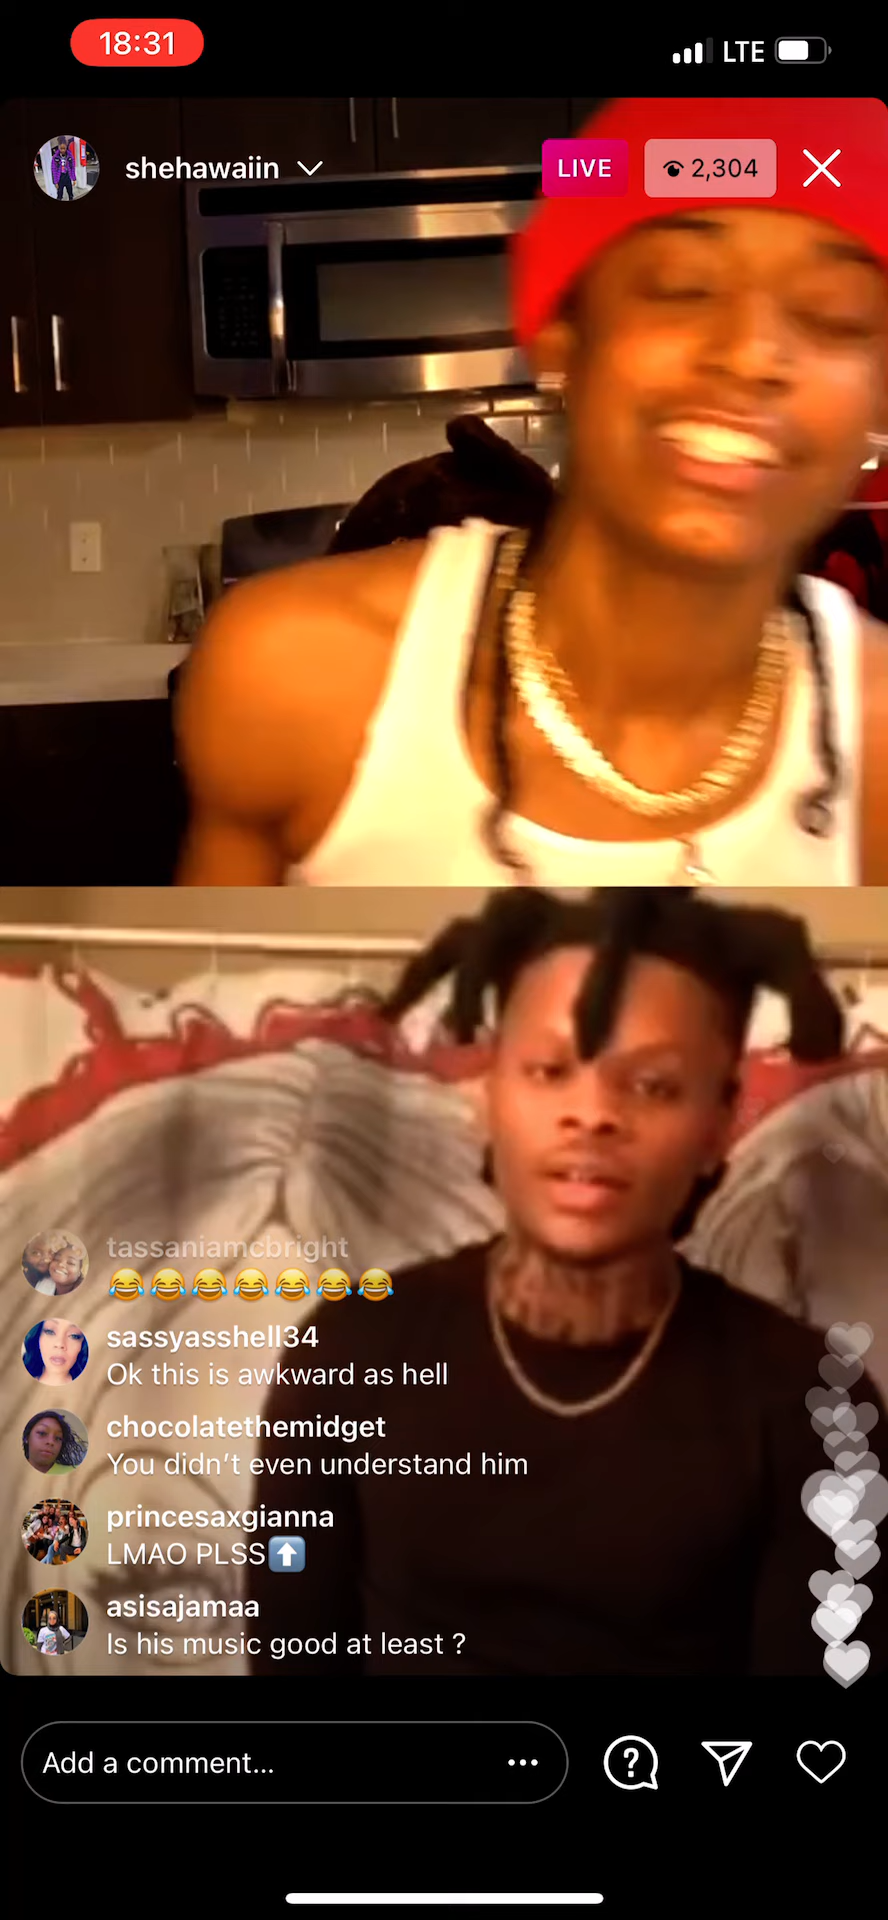 18:31
LTE
shehawaiin
LIVE
2,304
tassaniamcbright
😂😂😂😂😂😂😂
sassyasshell34
Ok this is awkward as hell
chocolatethemidget
You didn’t even understand him
princesaxgianna
LMAO PLSS⬆️
asisajamaa
Is his music good at least ?
Add a comment...